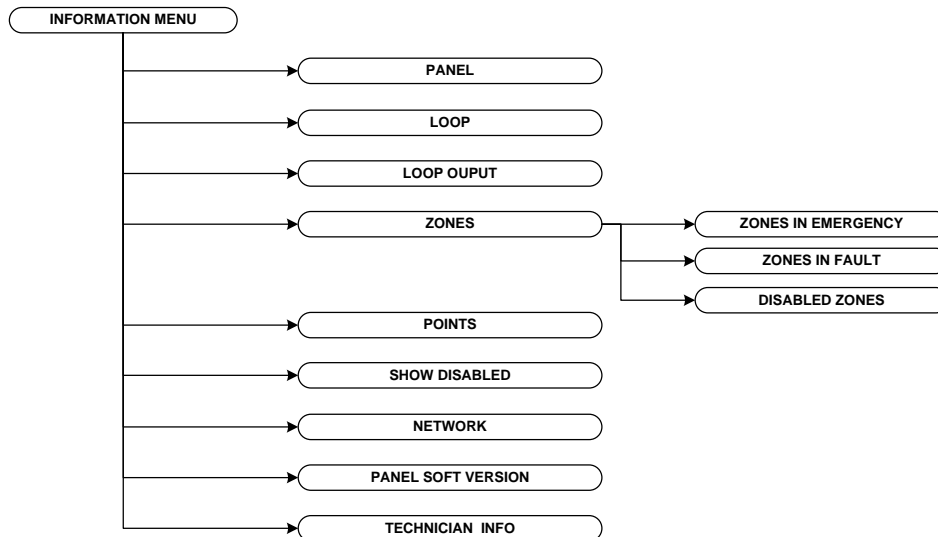 INFORMATION MENU
PANEL
LOOP
LOOP OUPUT
ZONES
ZONES IN EMERGENCY
ZONES IN FAULT
DISABLED ZONES
POINTS
SHOW DISABLED
NETWORK
PANEL SOFT VERSION
TECHNICIAN INFO